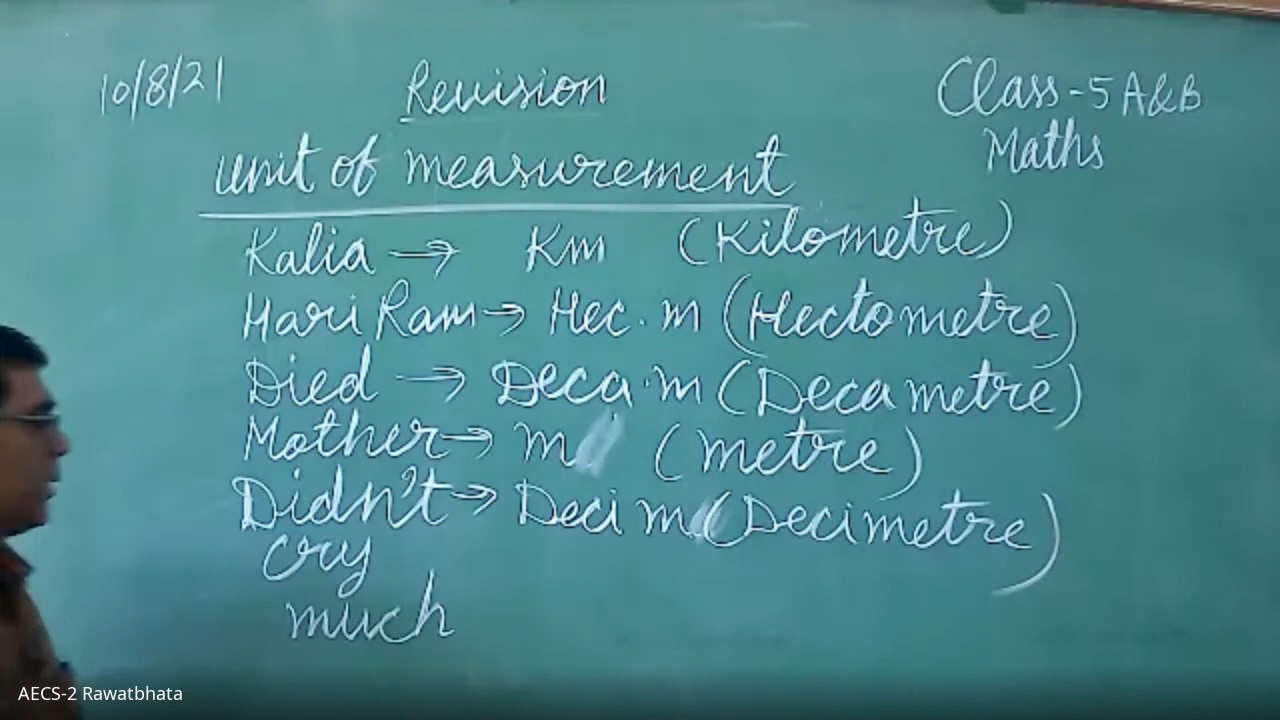 10/8/21 Revision Class-5 A&B
Maths
unit of measurement
Kalia → Km (Kilometre)
Hari Ram → Hec. m (Hectometre)
Died → Deca.m (Decametre)
Mother → m (metre)
Didn't → Deci m (Decimetre)
cry
much
AECS-2 Rawatbhata